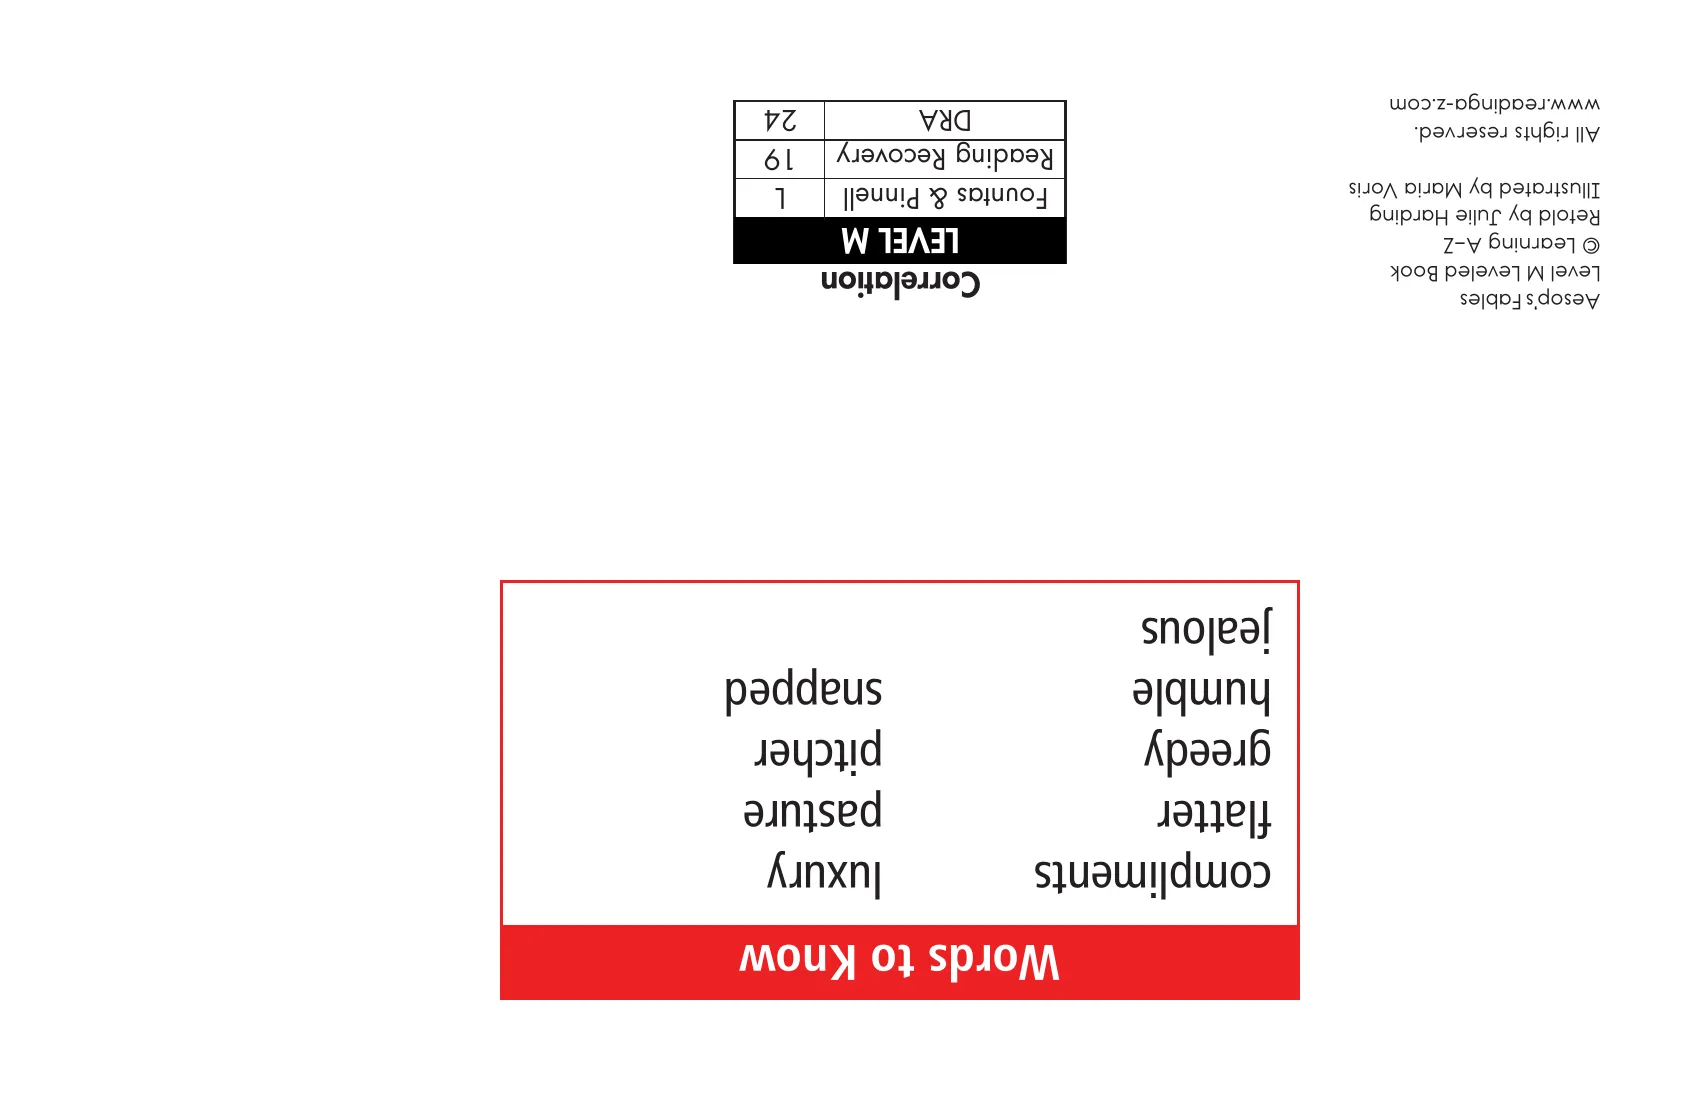 Words to Know
compliments
flatter
greedy
humble
jealous
luxury
pasture
pitcher
snapped
Aesop's Fables
Level M Leveled Book
© Learning A–Z
Retold by Julie Harding
Illustrated by Maria Voris
All rights reserved.
www.readinga-z.com
Correlation
LEVEL M
Fountas & Pinnell L
Reading Recovery 19
DRA 24